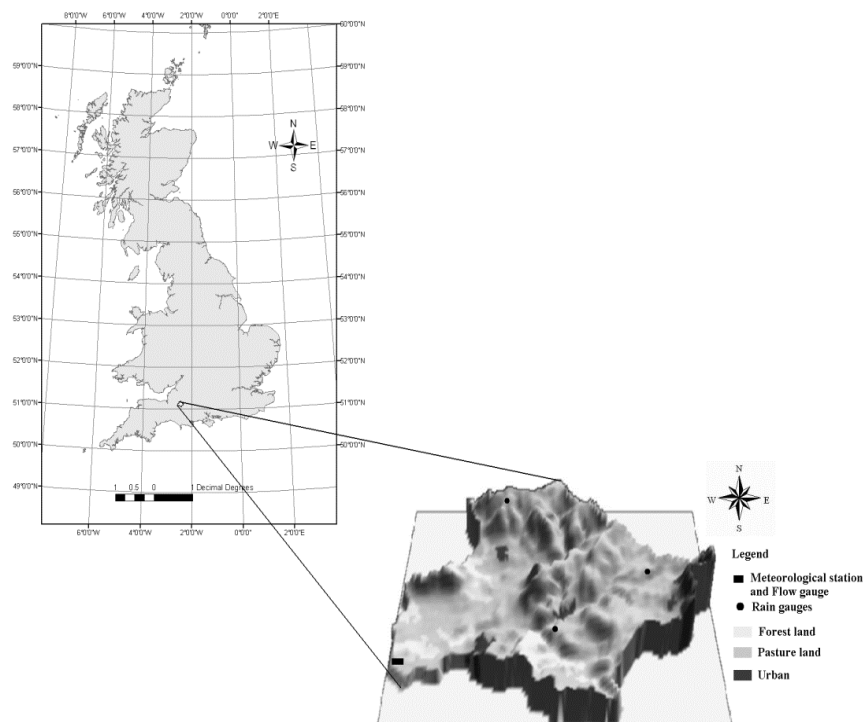 8°0'0"W 6°0'0"W 4°0'0"W 2°0'0"W 0°0'0" 2°0'0"E
60°0'0"N
59°0'0"N 59°0'0"N
58°0'0"N 58°0'0"N
57°0'0"N 57°0'0"N
56°0'0"N 56°0'0"N
55°0'0"N 55°0'0"N
54°0'0"N 54°0'0"N
53°0'0"N 53°0'0"N
52°0'0"N 52°0'0"N
51°0'0"N 51°0'0"N
50°0'0"N 50°0'0"N
49°0'0"N 49°0'0"N
N
W E
S
1 0.5 0 1 Decimal Degrees
6°0'0"W 4°0'0"W 2°0'0"W 0°0'0" 2°0'0"E
N
W E
S
Legend
Meteorological station
and Flow gauge
Rain gauges
Forest land
Pasture land
Urban